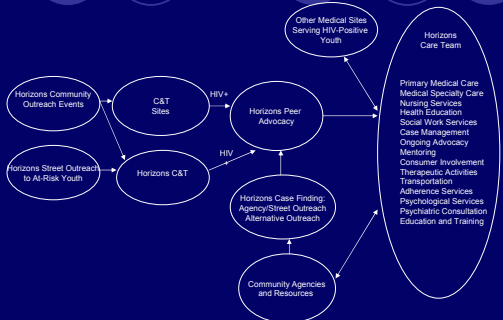 Other Medical Sites
Serving HIV-Positive
Youth
Horizons
Care Team
Primary Medical Care
Medical Specialty Care
Nursing Services
Health Education
Social Work Services
Case Management
Ongoing Advocacy
Mentoring
Consumer Involvement
Therapeutic Activities
Transportation
Adherence Services
Psychological Services
Psychiatric Consultation
Education and Training
Horizons Community
Outreach Events
C&T
Sites
HIV+
Horizons Peer
Advocacy
HIV
+
Horizons Street Outreach
to At-Risk Youth
Horizons C&T
Horizons Case Finding:
Agency/Street Outreach
Alternative Outreach
Community Agencies
and Resources